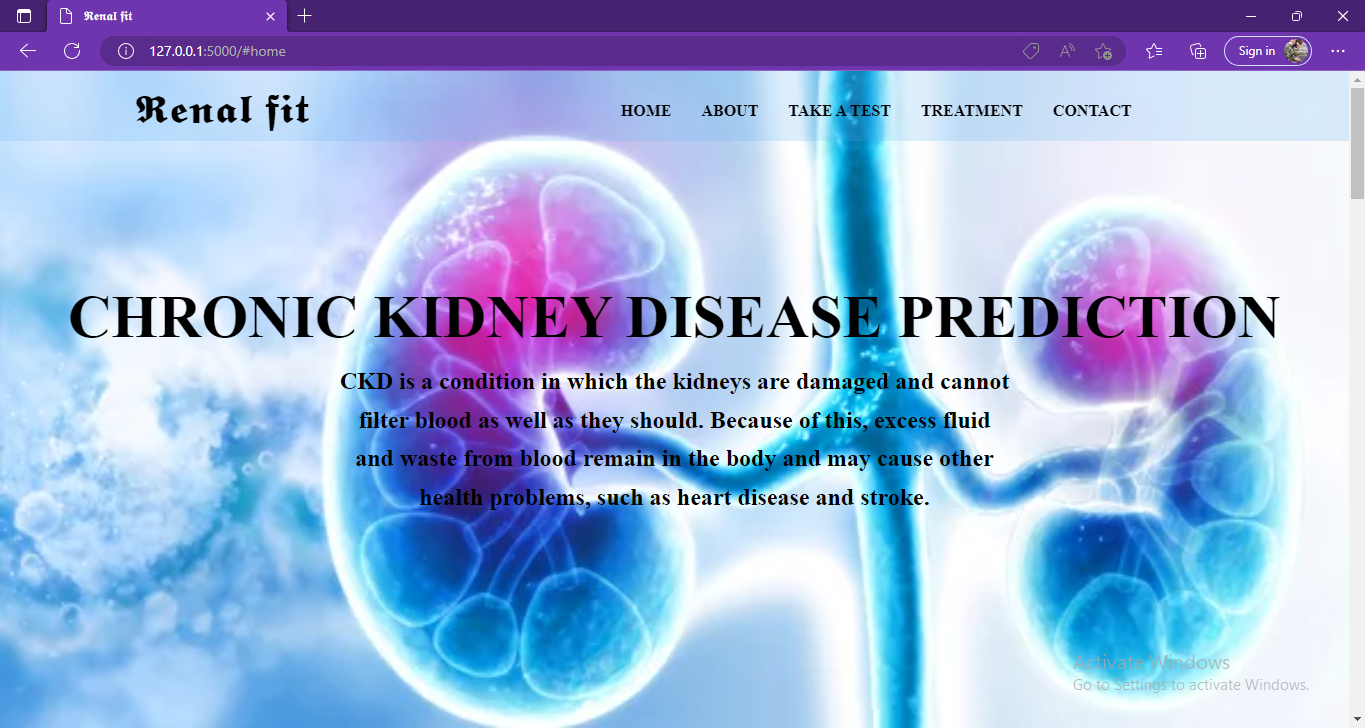 𝕽𝖊𝖓𝖆𝖑 𝖋𝖎𝖙
127.0.0.1:5000/#home
Sign in
Renal fit
HOME ABOUT TAKE A TEST TREATMENT CONTACT
CHRONIC KIDNEY DISEASE PREDICTION
CKD is a condition in which the kidneys are damaged and cannot
filter blood as well as they should. Because of this, excess fluid
and waste from blood remain in the body and may cause other
health problems, such as heart disease and stroke.
Activate Windows
Go to Settings to activate Windows.